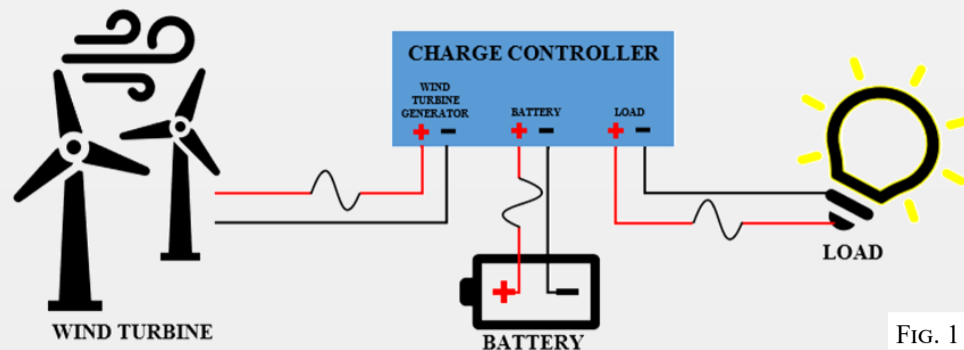 CHARGE CONTROLLER
WIND
TURBINE
GENERATOR
BATTERY
LOAD
+ −
+ −
+ −
LOAD
+ −
WIND TURBINE
BATTERY
FIG. 1